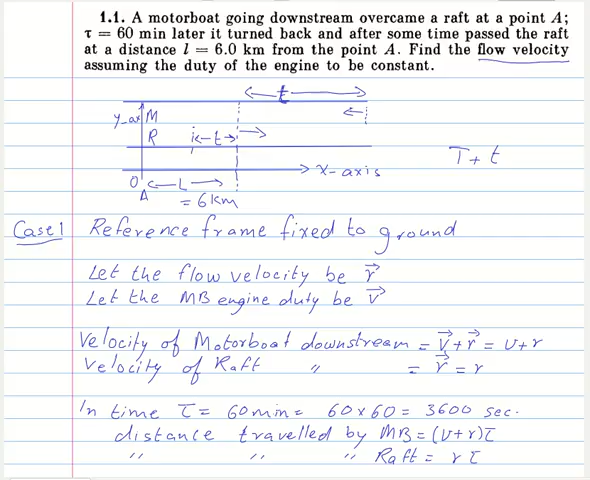 1.1. A motorboat going downstream overcame a raft at a point A;
τ = 60 min later it turned back and after some time passed the raft
at a distance l = 6.0 km from the point A. Find the flow velocity
assuming the duty of the engine to be constant.
← t →
y-ax M ←
R ←t→ →
T + t
→ x-axis
O ← L →
A = 6 km
Case 1 Reference frame fixed to ground
Let the flow velocity be r⃗
Let the MB engine duty be v⃗
Velocity of Motorboat downstream = v⃗ + r⃗ = v+r
Velocity of Raft " = r⃗ = r
In time τ = 60 min = 60 x 60 = 3600 sec.
distance travelled by MB = (v+r)τ
" " " Raft = r τ